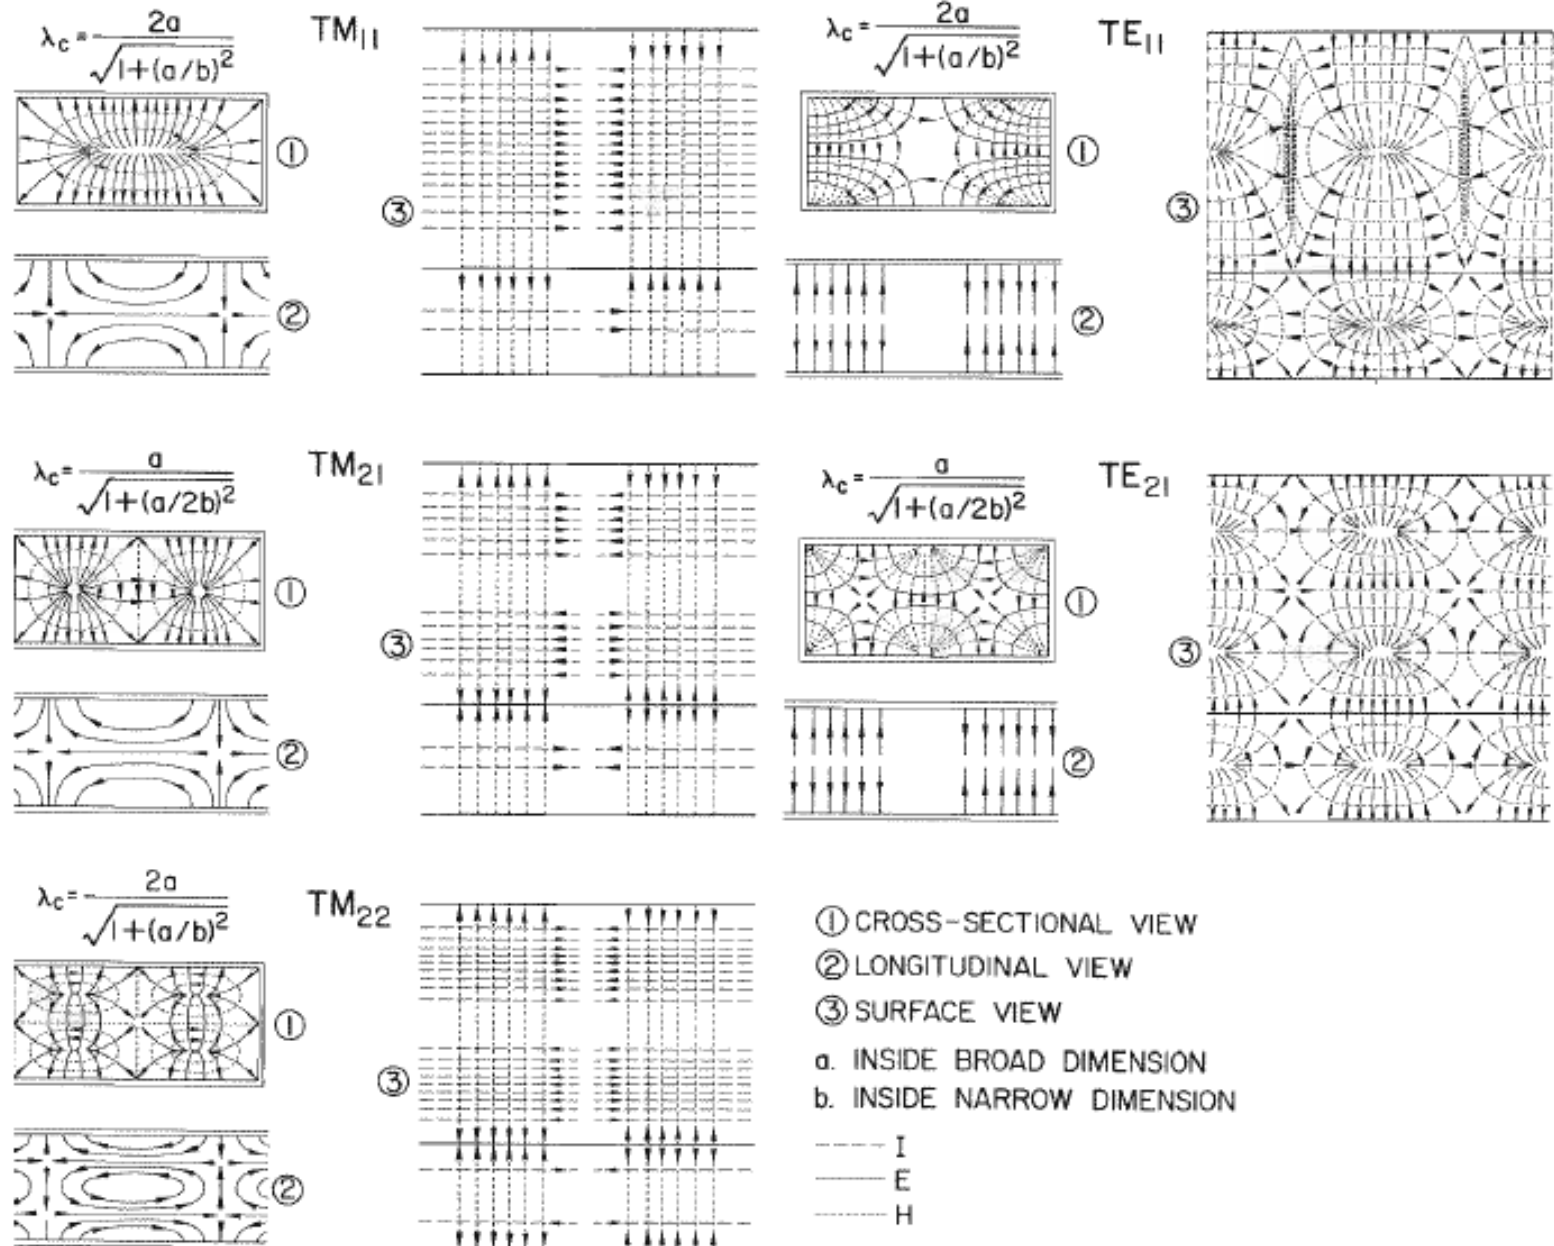 λc = 2a / √1+(a/b)²
TM11
①
②
③
λc = 2a / √1+(a/b)²
TE11
①
②
③
λc = a / √1+(a/2b)²
TM21
①
②
③
λc = a / √1+(a/2b)²
TE21
①
②
③
λc = 2a / √1+(a/b)²
TM22
①
②
③
① CROSS-SECTIONAL VIEW
② LONGITUDINAL VIEW
③ SURFACE VIEW
a. INSIDE BROAD DIMENSION
b. INSIDE NARROW DIMENSION
I
E
H